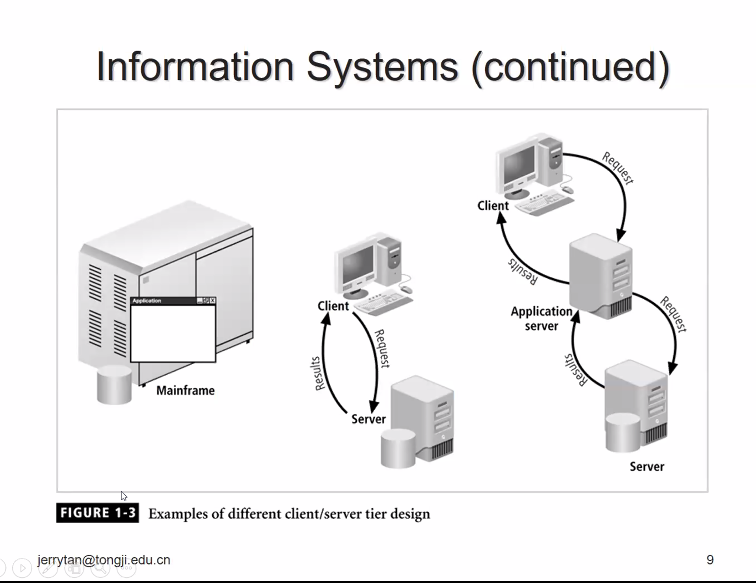 Information Systems (continued)
Application
Mainframe
Client
Request
Results
Server
Client
Request
Results
Application
server
Request
Results
Server
FIGURE 1-3 Examples of different client/server tier design
jerrytan@tongji.edu.cn
9